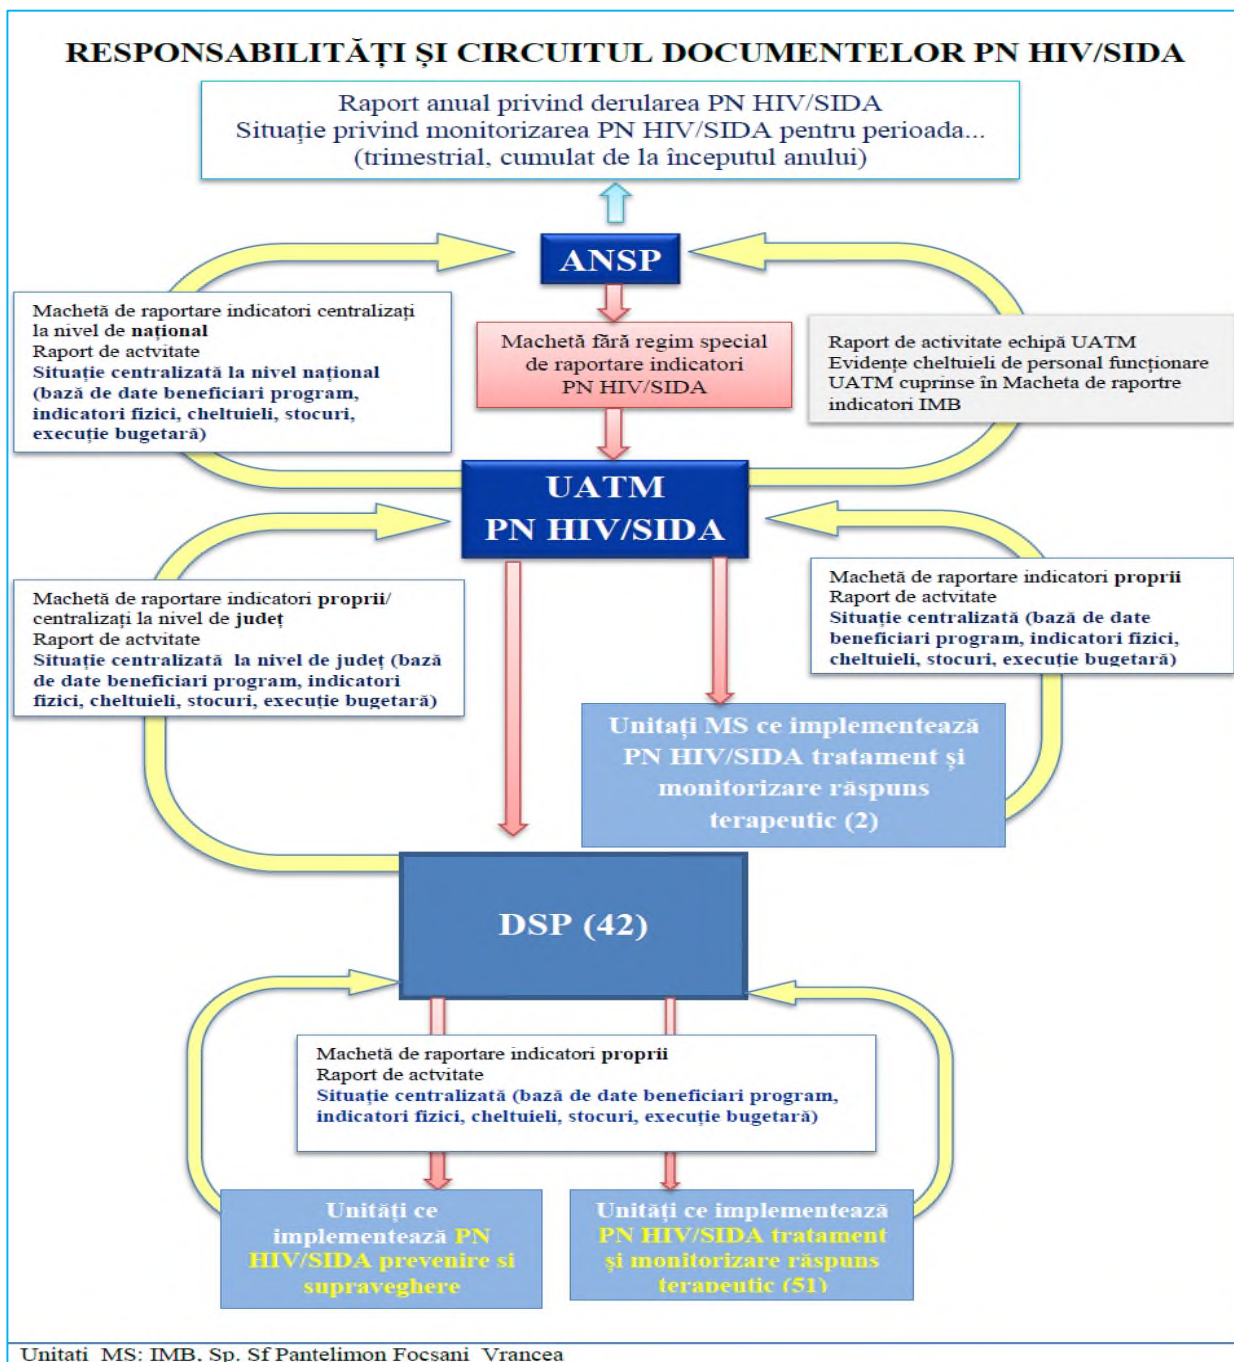 RESPONSABILITĂȚI ȘI CIRCUITUL DOCUMENTELOR PN HIV/SIDA
Raport anual privind derularea PN HIV/SIDA
Situație privind monitorizarea PN HIV/SIDA pentru perioada...
(trimestrial, cumulat de la începutul anului)
ANSP
Machetă de raportare indicatori centralizați
la nivel de național
Raport de actvitate
Situație centralizată la nivel național
(bază de date beneficiari program,
indicatori fizici, cheltuieli, stocuri,
execuție bugetară)
Machetă fără regim special
de raportare indicatori
PN HIV/SIDA
Raport de activitate echipă UATM
Evidențe cheltuieli de personal funcționare
UATM cuprinse în Macheta de raportre
indicatori IMB
UATM
PN HIV/SIDA
Machetă de raportare indicatori proprii/
centralizați la nivel de județ
Raport de actvitate
Situație centralizată la nivel de județ (bază
de date beneficiari program, indicatori
fizici, cheltuieli, stocuri, execuție bugetară)
Machetă de raportare indicatori proprii
Raport de actvitate
Situație centralizată (bază de date
beneficiari program, indicatori fizici,
cheltuieli, stocuri, execuție bugetară)
Unitați MS ce implementează
PN HIV/SIDA tratament și
monitorizare răspuns
terapeutic (2)
DSP (42)
Machetă de raportare indicatori proprii
Raport de actvitate
Situație centralizată (bază de date beneficiari program,
indicatori fizici, cheltuieli, stocuri, execuție bugetară)
Unități ce
implementează PN
HIV/SIDA prevenire si
supraveghere
Unități ce implementează
PN HIV/SIDA tratament
și monitorizare răspuns
terapeutic (51)
Unitati MS: IMB, Sp. Sf Pantelimon Focsani Vrancea